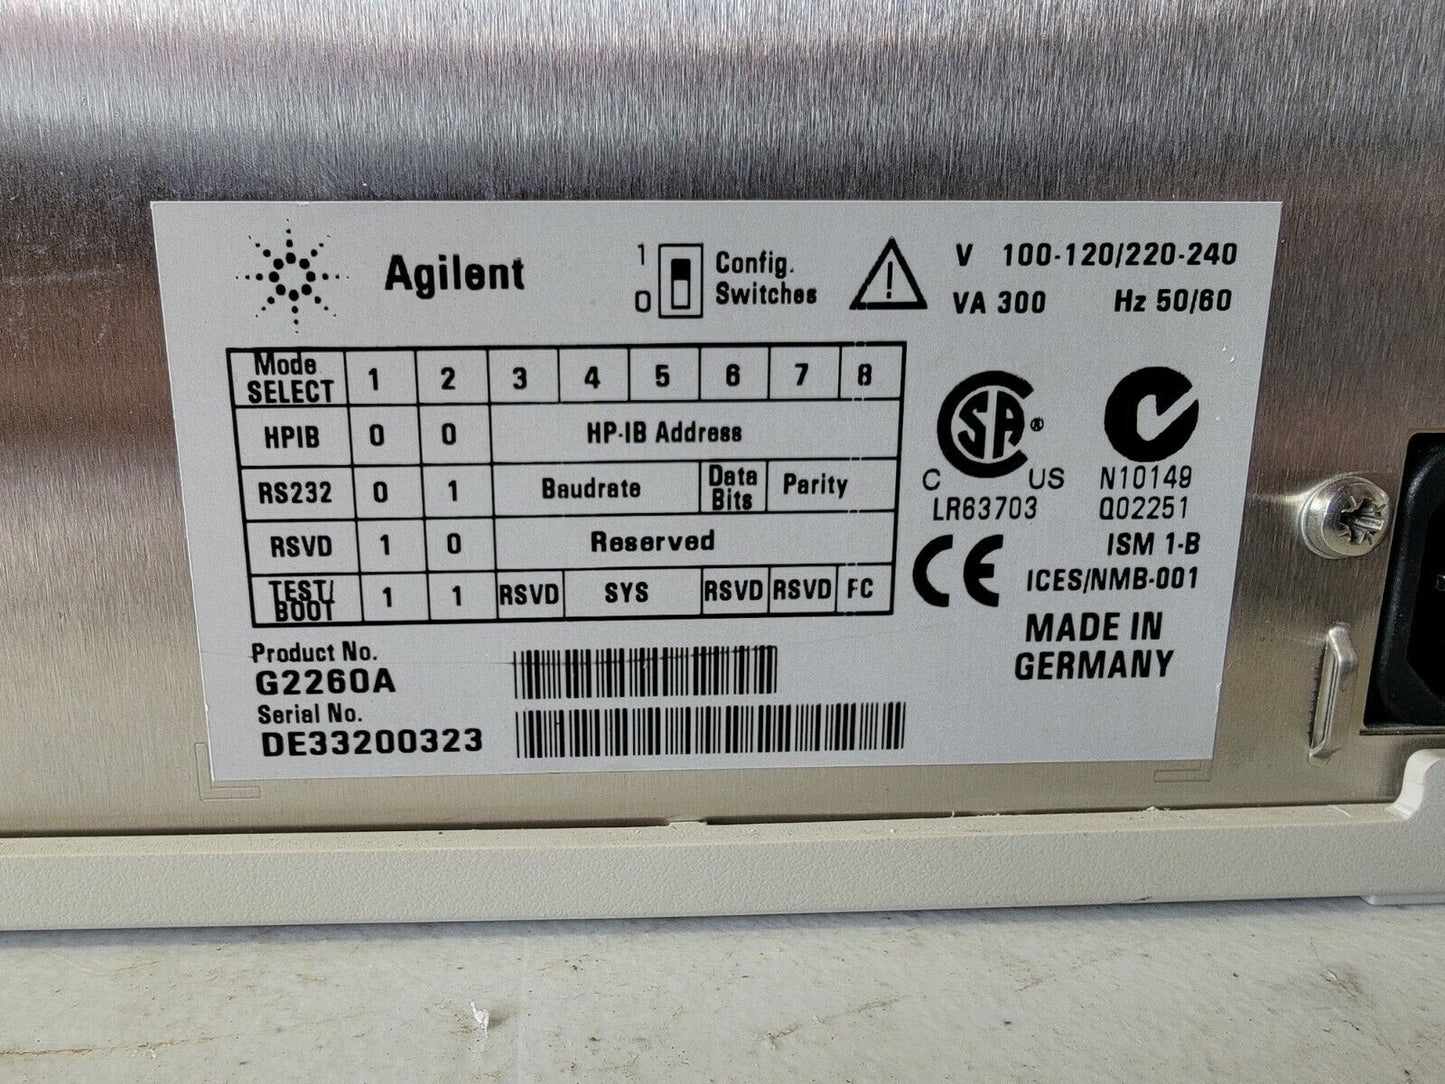 Agilent
1
0
Config.
Switches
V 100-120/220-240
VA 300 Hz 50/60
Mode SELECT 1 2 3 4 5 6 7 8
HPIB 0 0 HP-IB Address
RS232 0 1 Baudrate Data Bits Parity
RSVD 1 0 Reserved
TEST/BOOT 1 1 RSVD SYS RSVD RSVD FC
SA ®
C US
LR63703
N10149
Q02251
CE
ISM 1-B
ICES/NMB-001
MADE IN
GERMANY
Product No.
G2260A
Serial No.
DE33200323